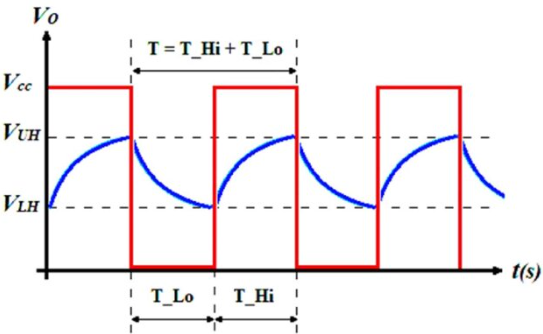 Vo
T = T_Hi + T_Lo
Vcc
VUH
VLH
t(s)
T_Lo
T_Hi